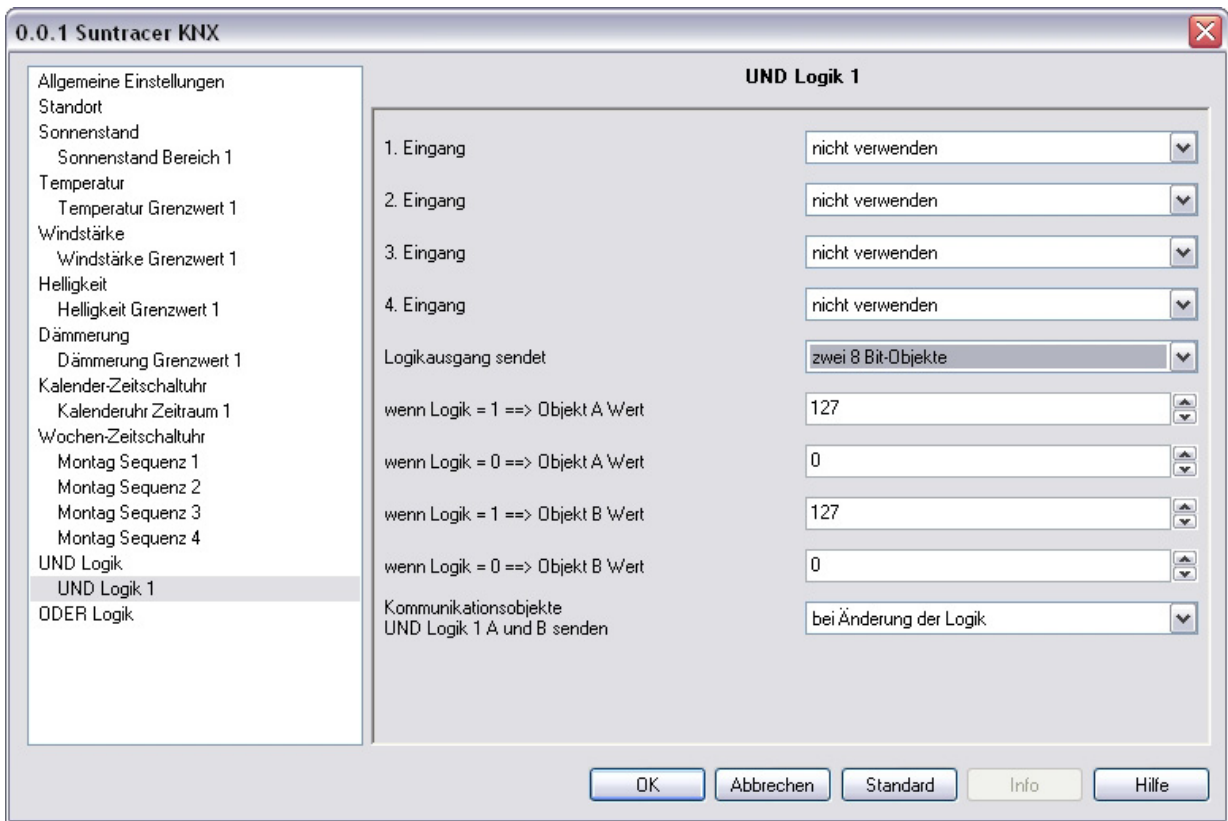 0.0.1 Suntracer KNX
Allgemeine Einstellungen
Standort
Sonnenstand
Sonnenstand Bereich 1
Temperatur
Temperatur Grenzwert 1
Windstärke
Windstärke Grenzwert 1
Helligkeit
Helligkeit Grenzwert 1
Dämmerung
Dämmerung Grenzwert 1
Kalender-Zeitschaltuhr
Kalenderuhr Zeitraum 1
Wochen-Zeitschaltuhr
Montag Sequenz 1
Montag Sequenz 2
Montag Sequenz 3
Montag Sequenz 4
UND Logik
UND Logik 1
ODER Logik
UND Logik 1
1. Eingang nicht verwenden
2. Eingang nicht verwenden
3. Eingang nicht verwenden
4. Eingang nicht verwenden
Logikausgang sendet zwei 8 Bit-Objekte
wenn Logik = 1 ==> Objekt A Wert 127
wenn Logik = 0 ==> Objekt A Wert 0
wenn Logik = 1 ==> Objekt B Wert 127
wenn Logik = 0 ==> Objekt B Wert 0
Kommunikationsobjekte
UND Logik 1 A und B senden bei Änderung der Logik
OK Abbrechen Standard Info Hilfe